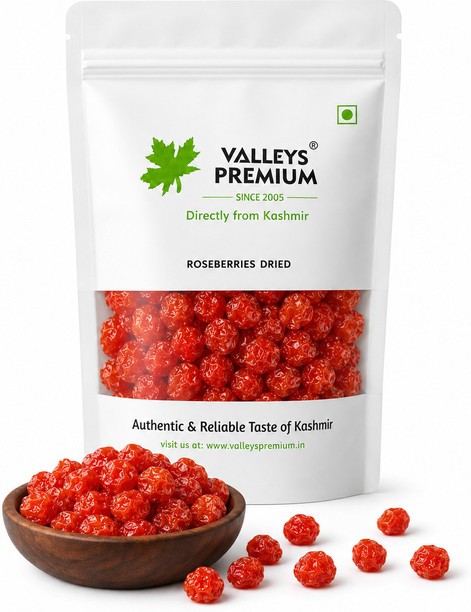 VALLEYS®
PREMIUM
SINCE 2005
Directly from Kashmir
ROSEBERRIES DRIED
Authentic & Reliable Taste of Kashmir
visit us at: www.valleyspremium.in